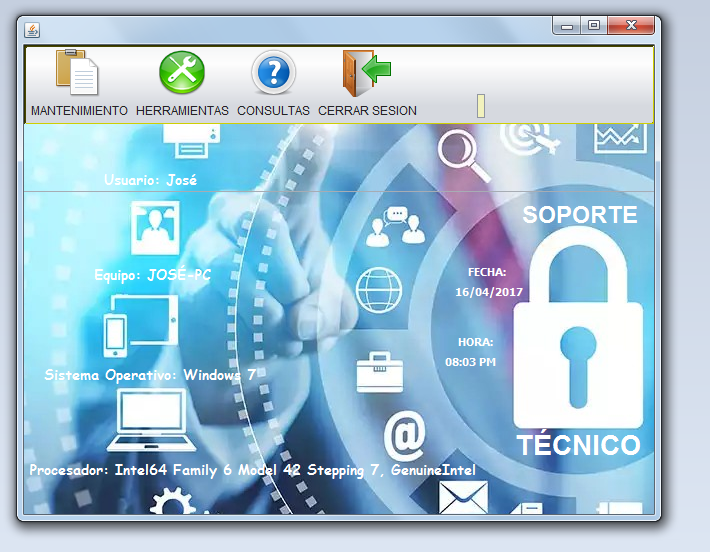 MANTENIMIENTO HERRAMIENTAS CONSULTAS CERRAR SESION
Usuario: José
SOPORTE
Equipo: JOSÉ-PC
FECHA:
16/04/2017
HORA:
08:03 PM
Sistema Operativo: Windows 7
TÉCNICO
Procesador: Intel64 Family 6 Model 42 Stepping 7, GenuineIntel